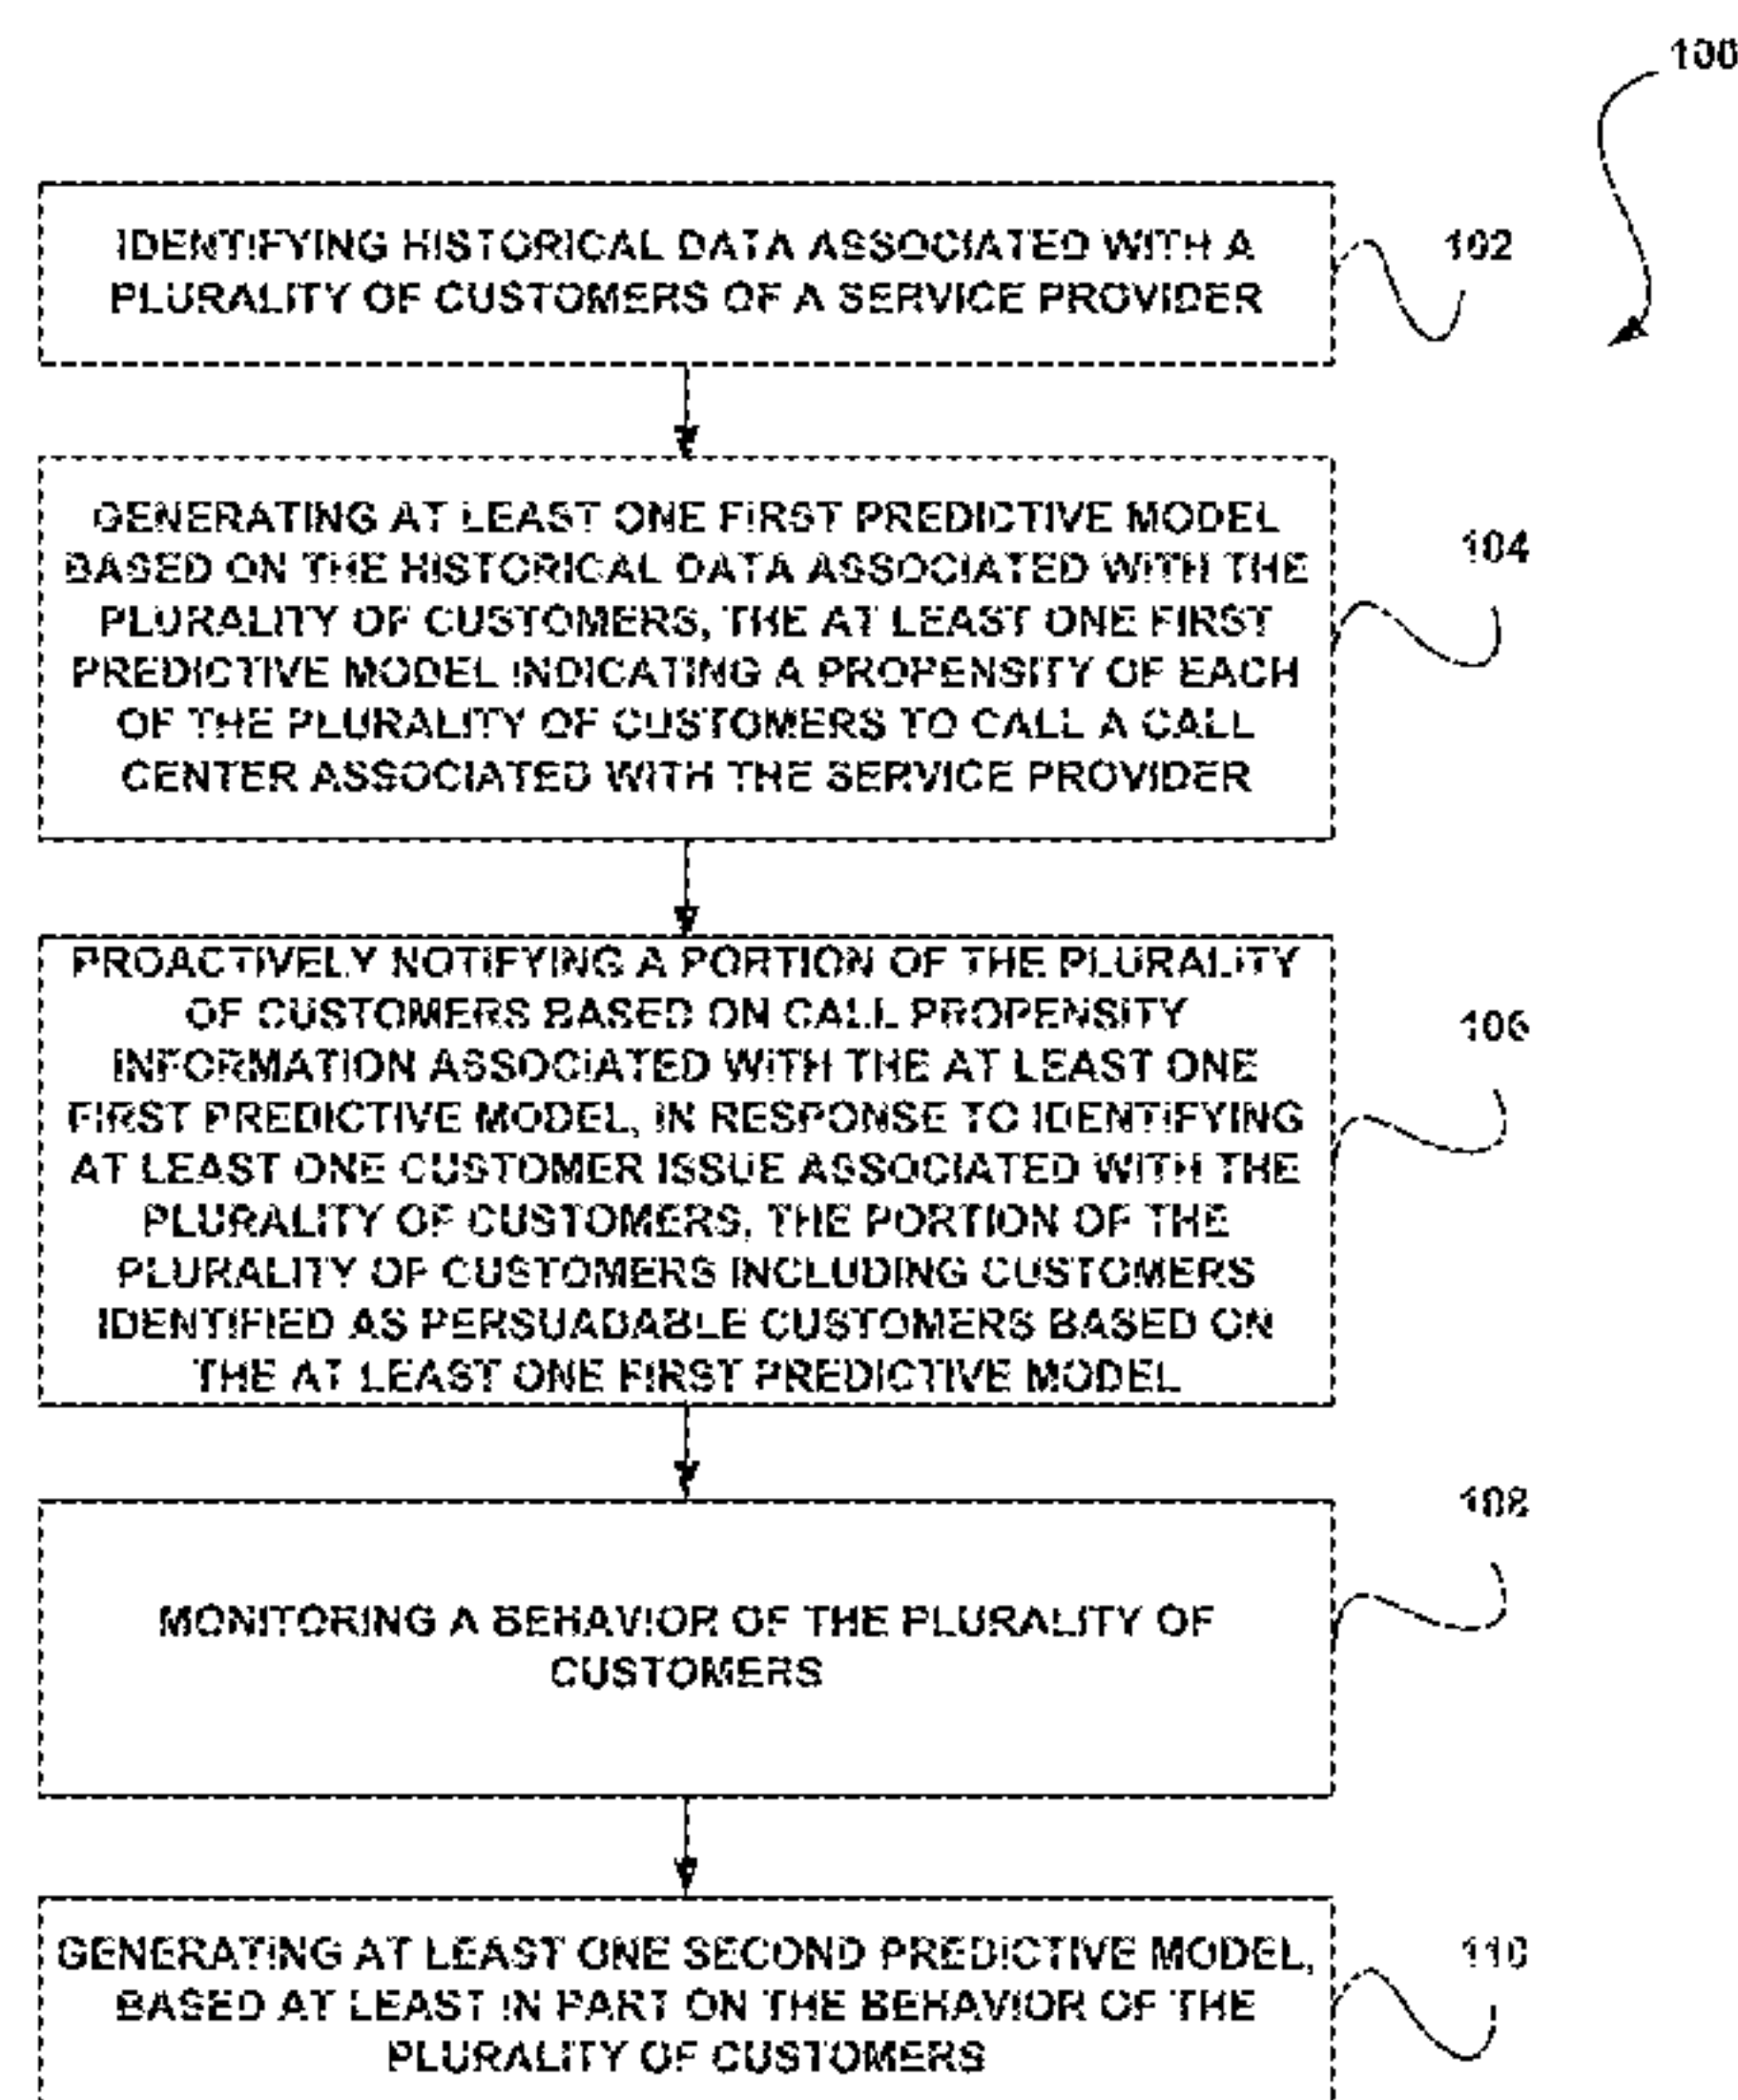 100
IDENTIFYING HISTORICAL DATA ASSOCIATED WITH A
PLURALITY OF CUSTOMERS OF A SERVICE PROVIDER
102
GENERATING AT LEAST ONE FIRST PREDICTIVE MODEL
BASED ON THE HISTORICAL DATA ASSOCIATED WITH THE
PLURALITY OF CUSTOMERS, THE AT LEAST ONE FIRST
PREDICTIVE MODEL INDICATING A PROPENSITY OF EACH
OF THE PLURALITY OF CUSTOMERS TO CALL A CALL
CENTER ASSOCIATED WITH THE SERVICE PROVIDER
104
PROACTIVELY NOTIFYING A PORTION OF THE PLURALITY
OF CUSTOMERS BASED ON CALL PROPENSITY
INFORMATION ASSOCIATED WITH THE AT LEAST ONE
FIRST PREDICTIVE MODEL, IN RESPONSE TO IDENTIFYING
AT LEAST ONE CUSTOMER ISSUE ASSOCIATED WITH THE
PLURALITY OF CUSTOMERS, THE PORTION OF THE
PLURALITY OF CUSTOMERS INCLUDING CUSTOMERS
IDENTIFIED AS PERSUADABLE CUSTOMERS BASED ON
THE AT LEAST ONE FIRST PREDICTIVE MODEL
106
MONITORING A BEHAVIOR OF THE PLURALITY OF
CUSTOMERS
108
GENERATING AT LEAST ONE SECOND PREDICTIVE MODEL,
BASED AT LEAST IN PART ON THE BEHAVIOR OF THE
PLURALITY OF CUSTOMERS
110